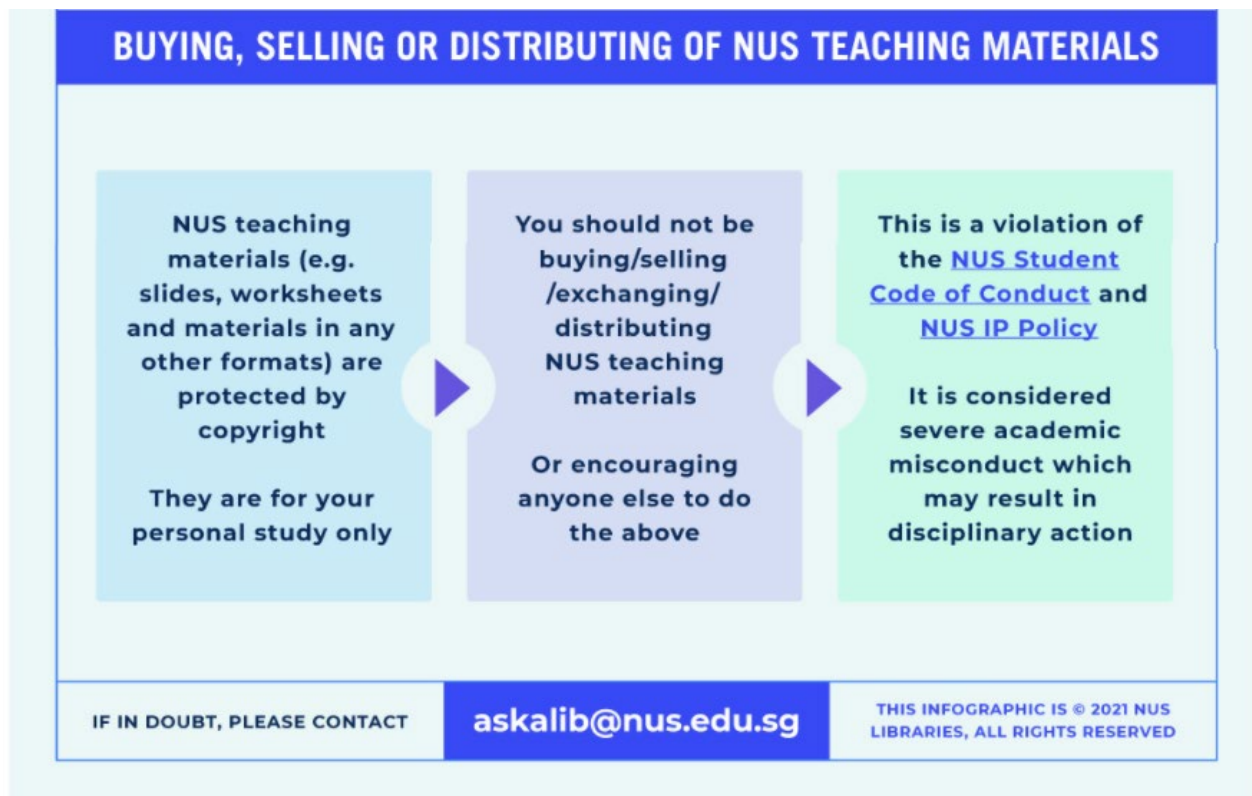 BUYING, SELLING OR DISTRIBUTING OF NUS TEACHING MATERIALS
NUS teaching
materials (e.g.
slides, worksheets
and materials in any
other formats) are
protected by
copyright
They are for your
personal study only
You should not be
buying/selling
/exchanging/
distributing
NUS teaching
materials
Or encouraging
anyone else to do
the above
This is a violation of
the NUS Student
Code of Conduct and
NUS IP Policy
It is considered
severe academic
misconduct which
may result in
disciplinary action
IF IN DOUBT, PLEASE CONTACT
askalib@nus.edu.sg
THIS INFOGRAPHIC IS © 2021 NUS
LIBRARIES, ALL RIGHTS RESERVED